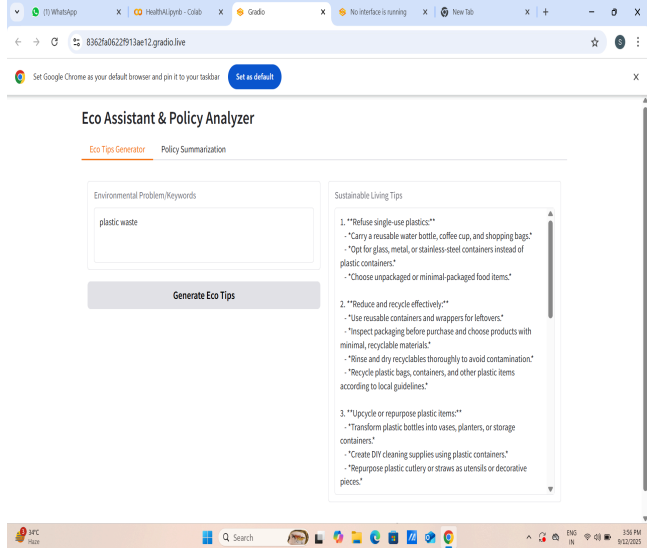 (1) WhatsApp
HealthAI.ipynb - Colab
Gradio
No interface is running
New Tab
8362fa0622f913ae12.gradio.live
S
Set Google Chrome as your default browser and pin it to your taskbar
Set as default
Eco Assistant & Policy Analyzer
Eco Tips Generator
Policy Summarization
Environmental Problem/Keywords
plastic waste
Generate Eco Tips
Sustainable Living Tips
1. **Refuse single-use plastics:**
- *Carry a reusable water bottle, coffee cup, and shopping bags.*
- *Opt for glass, metal, or stainless-steel containers instead of
plastic containers.*
- *Choose unpackaged or minimal-packaged food items.*
2. **Reduce and recycle effectively:**
- *Use reusable containers and wrappers for leftovers.*
- *Inspect packaging before purchase and choose products with
minimal, recyclable materials.*
- *Rinse and dry recyclables thoroughly to avoid contamination.*
- *Recycle plastic bags, containers, and other plastic items
according to local guidelines.*
3. **Upcycle or repurpose plastic items:**
- *Transform plastic bottles into vases, planters, or storage
containers.*
- *Create DIY cleaning supplies using plastic containers.*
- *Repurpose plastic cutlery or straws as utensils or decorative
pieces.*
34°C
Haze
Search
ENG
IN
3:56 PM
9/12/2025